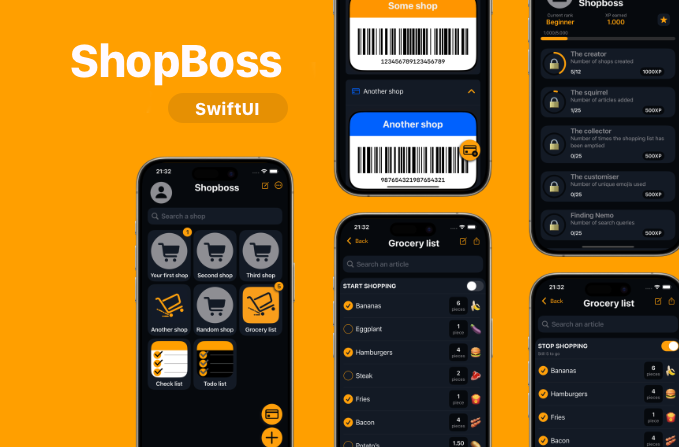 ShopBoss
SwiftUI
21:32
Shopboss
Search a shop
1
Your first shop
Second shop
Third shop
5
Another shop
Random shop
Grocery list
Check list
Todo list
Some shop
123456789123456789
Another shop
Another shop
987654321987654321
21:32
Back
Grocery list
Search an article
START SHOPPING
Bananas
6
pieces
Eggplant
1
piece
Hamburgers
4
pieces
Steak
2
pieces
Fries
1
piece
Bacon
4
pieces
Potato's
1.50
Shopboss
Current rank
Beginner
XP earned
1.000
The creator
Number of shops created
5/12
1000XP
The squirrel
Number of articles added
1/25
500XP
The collector
Number of times the shopping list has
been emptied
0/25
500XP
The customiser
Number of unique emojis used
0/25
500XP
Finding Nemo
Number of search queries
0/25
500XP
21:32
Back
Grocery list
Search an article
STOP SHOPPING
Bananas
6
pieces
Hamburgers
4
pieces
Fries
1
piece
Bacon
4
pieces